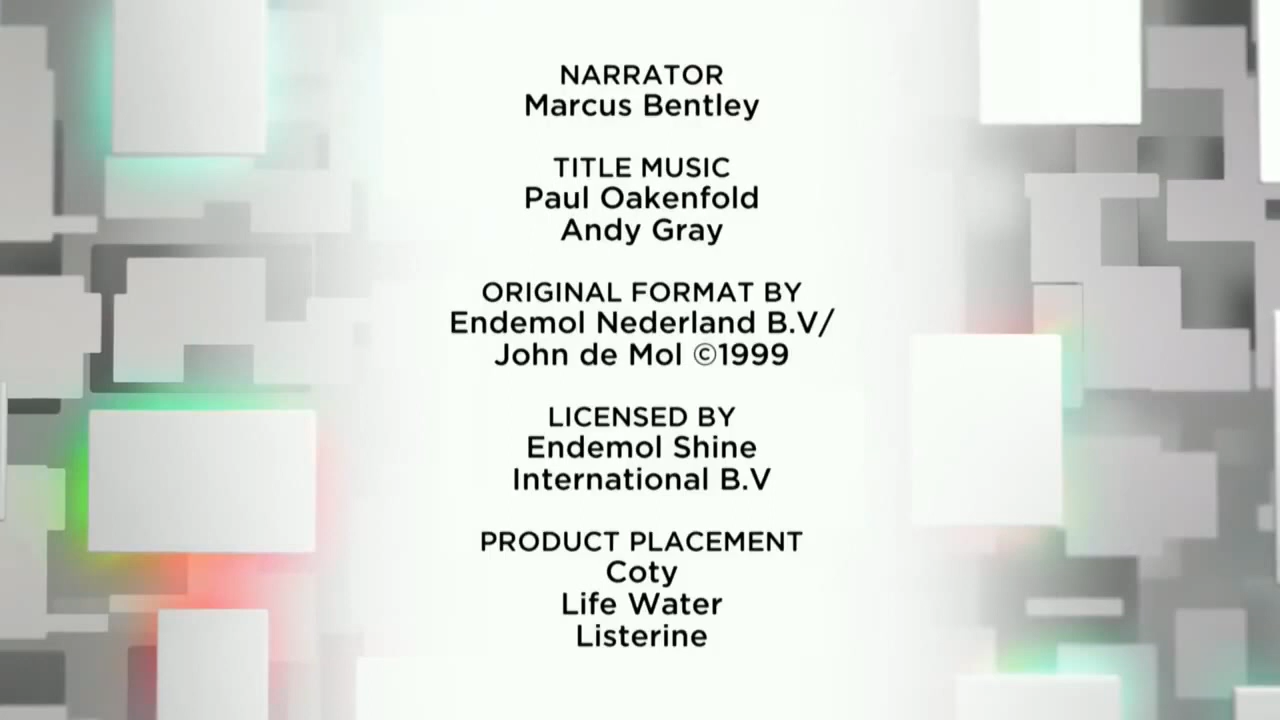 NARRATOR
Marcus Bentley
TITLE MUSIC
Paul Oakenfold
Andy Gray
ORIGINAL FORMAT BY
Endemol Nederland B.V/
John de Mol ©1999
LICENSED BY
Endemol Shine
International B.V
PRODUCT PLACEMENT
Coty
Life Water
Listerine